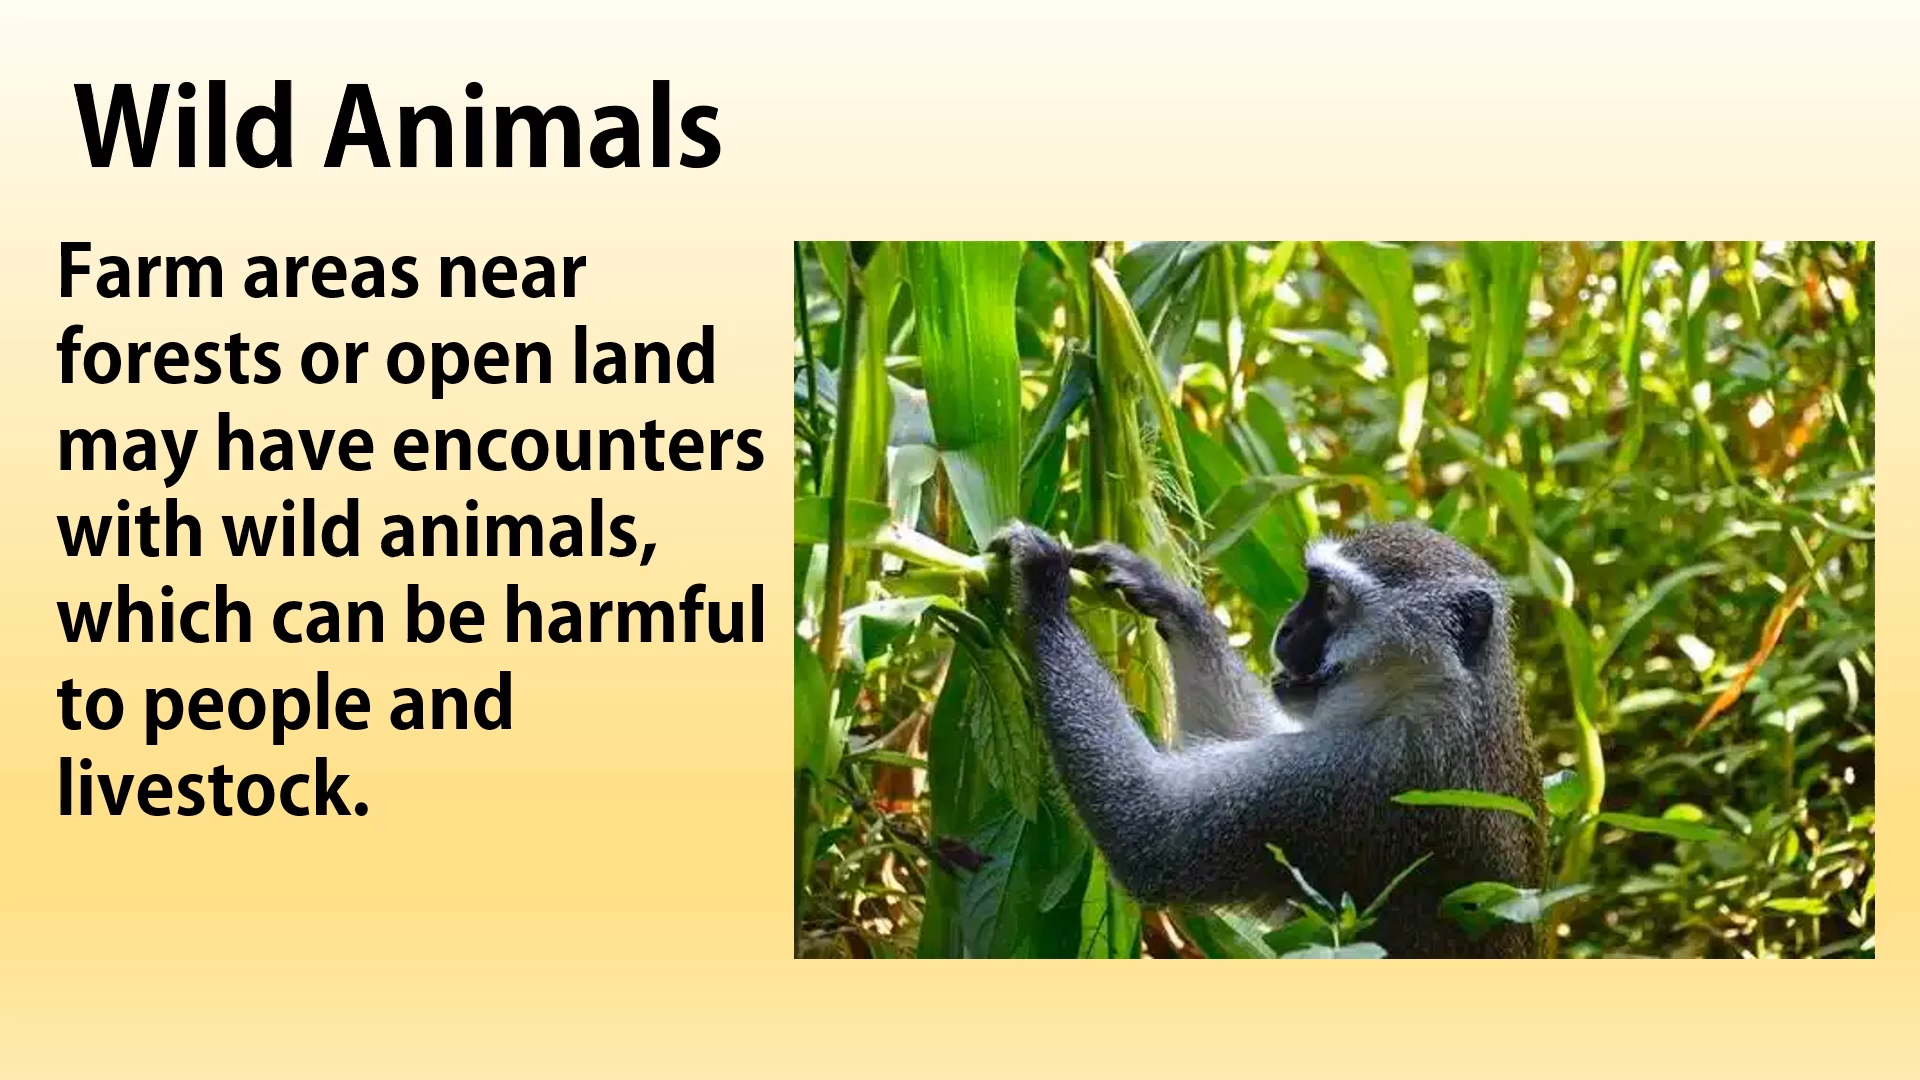 Wild Animals
Farm areas near
forests or open land
may have encounters
with wild animals,
which can be harmful
to people and
livestock.